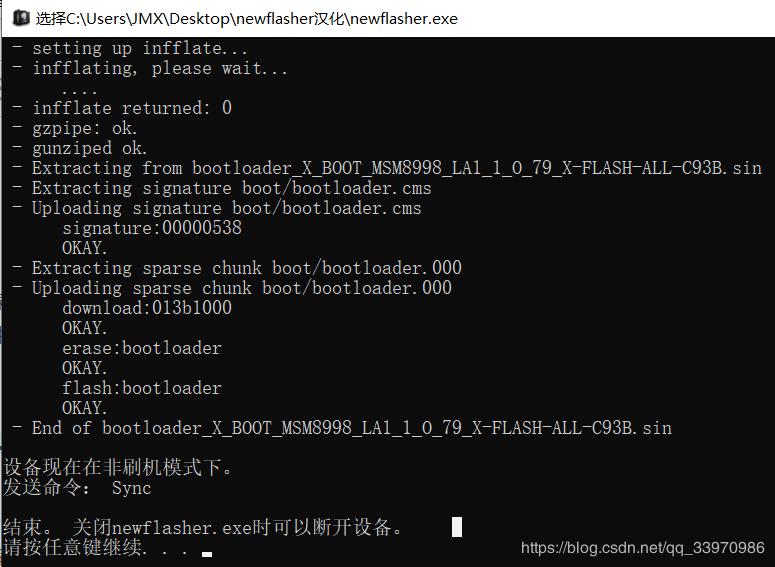 选择C:\Users\JMX\Desktop\newflasher汉化\newflasher.exe
- setting up infflate...
- infflating, please wait...
....
- infflate returned: 0
- gzpipe: ok.
- gunziped ok.
- Extracting from bootloader_X_BOOT_MSM8998_LA1_1_O_79_X-FLASH-ALL-C93B.sin
- Extracting signature boot/bootloader.cms
- Uploading signature boot/bootloader.cms
signature:00000538
OKAY.
- Extracting sparse chunk boot/bootloader.000
- Uploading sparse chunk boot/bootloader.000
download:013b1000
OKAY.
erase:bootloader
OKAY.
flash:bootloader
OKAY.
- End of bootloader_X_BOOT_MSM8998_LA1_1_O_79_X-FLASH-ALL-C93B.sin
设备现在在非刷机模式下。
发送命令： Sync
结束。 关闭newflasher.exe时可以断开设备。
请按任意键继续. . .
https://blog.csdn.net/qq_33970986